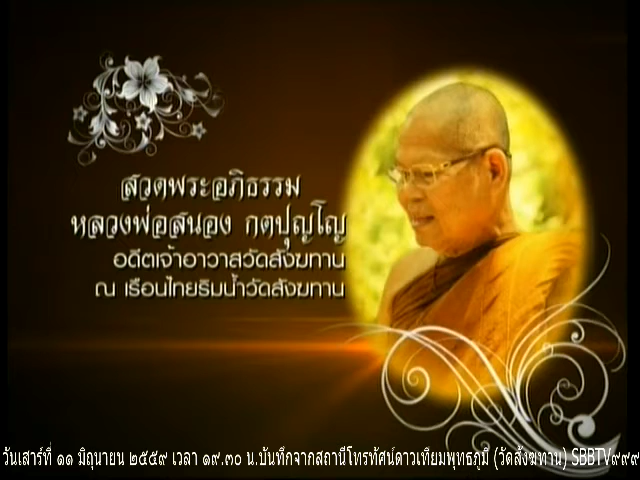 สวดพระอภิธรรม
หลวงพ่อสนอง กตปุญโญ
อดีตเจ้าอาวาสวัดสังฆทาน
ณ เรือนไทยริมน้ำวัดสังฆทาน
วันเสาร์ที่ ๑๑ มิถุนายน ๒๕๕๙ เวลา ๑๙.๓๐ น.บันทึกจากสถานีโทรทัศน์ดาวเทียมพุทธภูมิ (วัดสังฆทาน) SBBTV๙๙๙